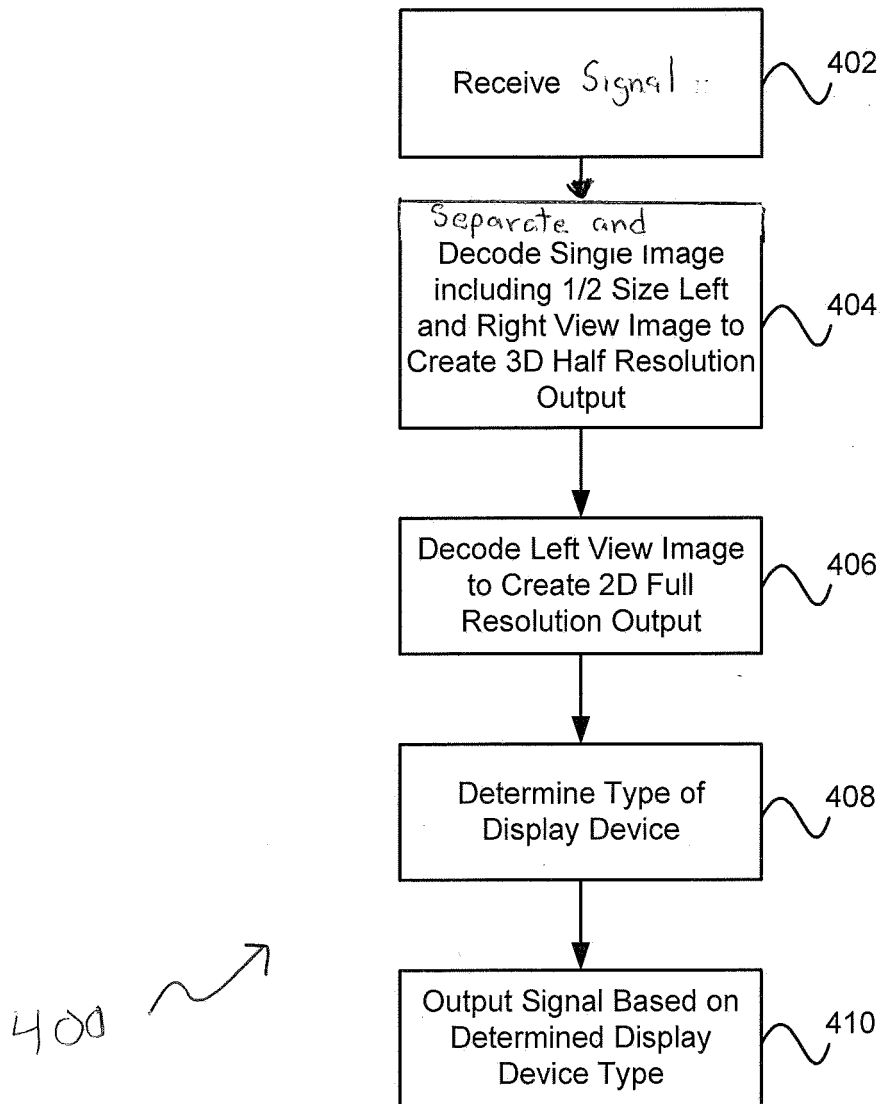 Receive Signal
402
Separate and
Decode Single Image
including 1/2 Size Left
and Right View Image to
Create 3D Half Resolution
Output
404
Decode Left View Image
to Create 2D Full
Resolution Output
406
Determine Type of
Display Device
408
400
Output Signal Based on
Determined Display
Device Type
410